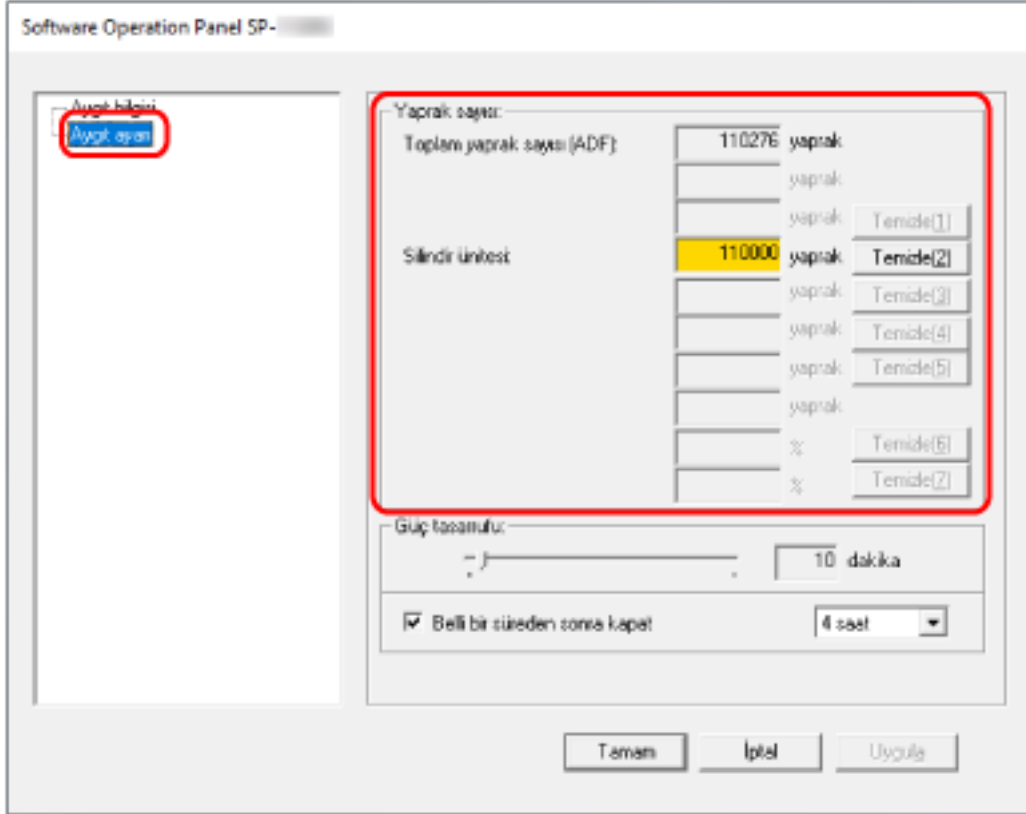 Software Operation Panel SP-
Aygıt bilgisi
Aygıt ayarı
Yaprak sayısı:
Toplam yaprak sayısı (ADF): 110276 yaprak
yaprak
yaprak Temizle(1)
Silindir ünitesi: 110000 yaprak Temizle(2)
yaprak Temizle(3)
yaprak Temizle(4)
yaprak Temizle(5)
yaprak
% Temizle(6)
% Temizle(7)
Güç tasarrufu:
10 dakika
Belli bir süreden sonra kapat 4 saat
Tamam İptal Uygula